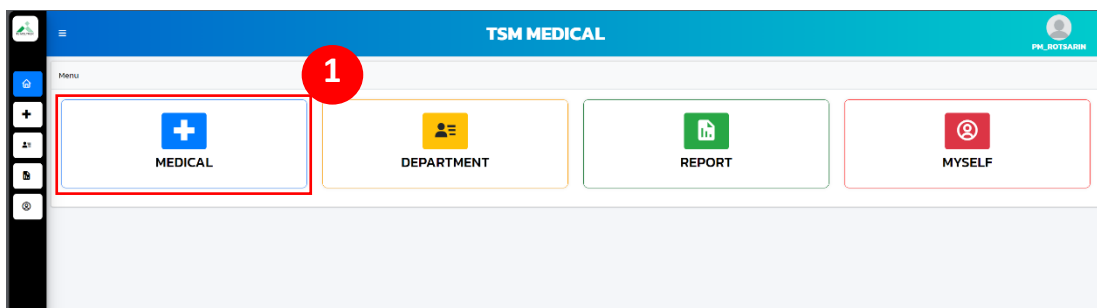 TSM MEDICAL
PM_ROTSARIN
Menu
1
MEDICAL
DEPARTMENT
REPORT
MYSELF